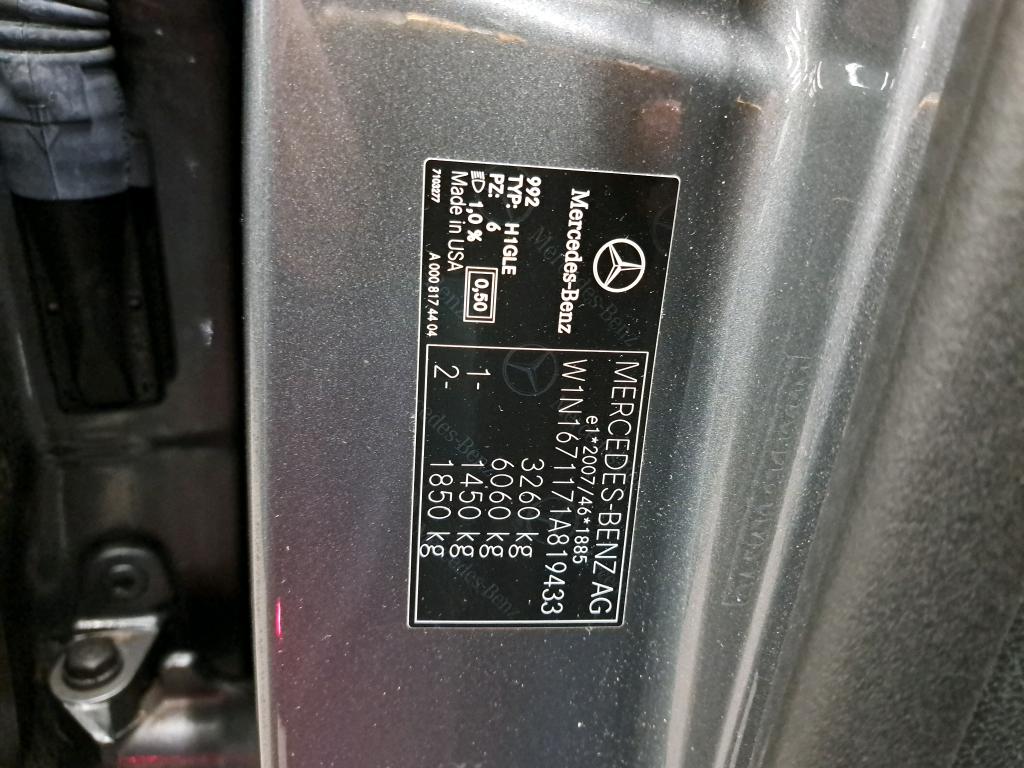 Mercedes-Benz
992
TYP: H1GLE
PZ: 6
1,0 %
0,50
Made in USA
7103277
A 000 817 44 04
MERCEDES-BENZ AG
e1*2007/46*1885
W1N1671171A819433
3260 kg
6060 kg
1- 1450 kg
2- 1850 kg